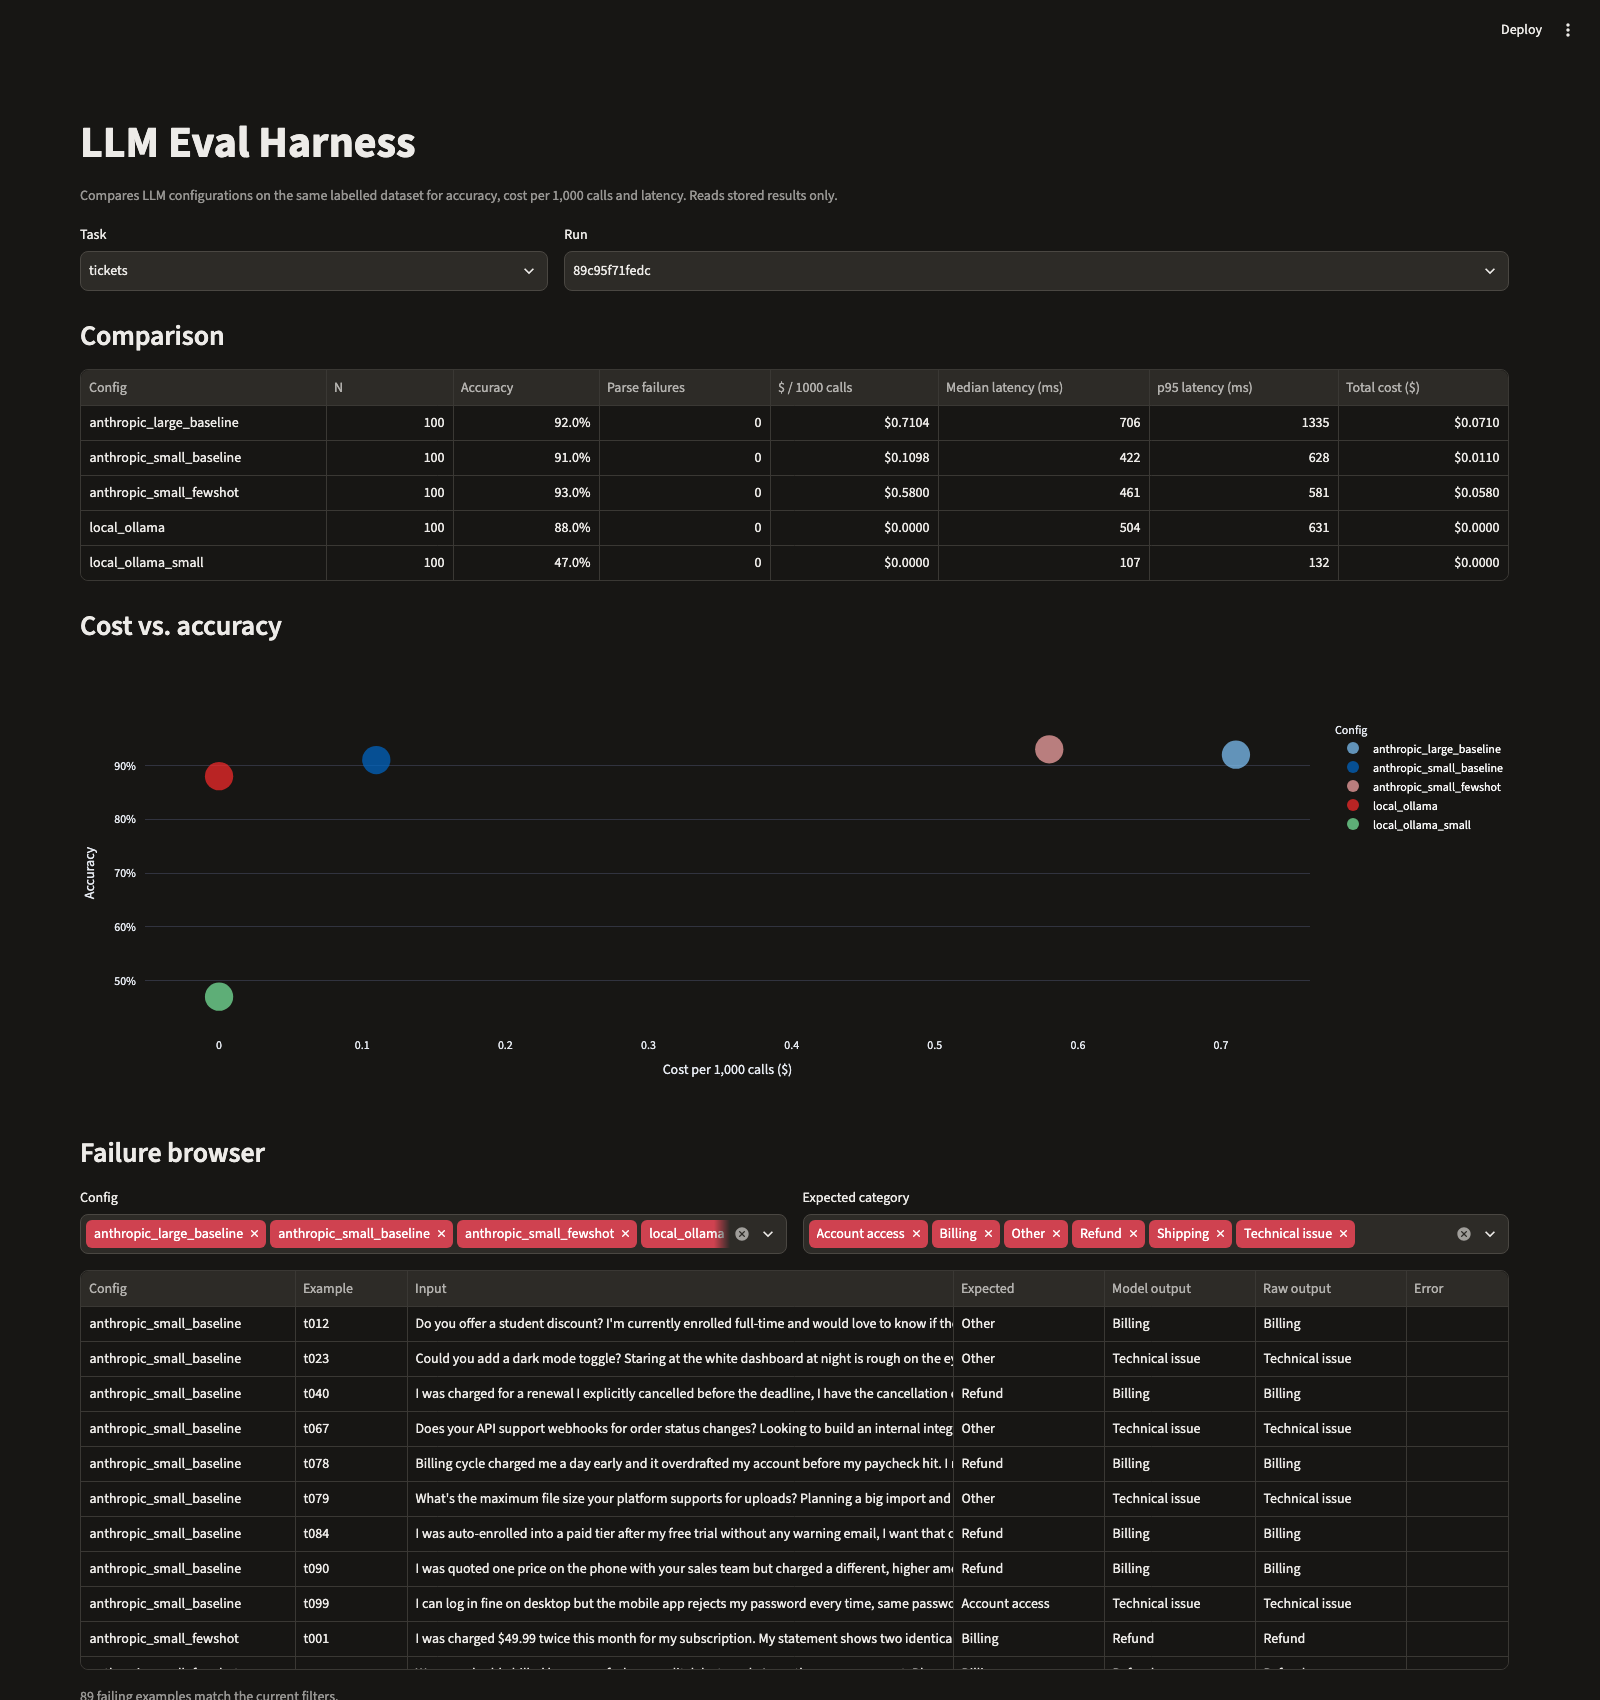 Deploy
LLM Eval Harness
Compares LLM configurations on the same labelled dataset for accuracy, cost per 1,000 calls and latency. Reads stored results only.
Task Run
tickets 89c95f71fedc
Comparison
Config N Accuracy Parse failures $ / 1000 calls Median latency (ms) p95 latency (ms) Total cost ($)
anthropic_large_baseline 100 92.0% 0 $0.7104 706 1335 $0.0710
anthropic_small_baseline 100 91.0% 0 $0.1098 422 628 $0.0110
anthropic_small_fewshot 100 93.0% 0 $0.5800 461 581 $0.0580
local_ollama 100 88.0% 0 $0.0000 504 631 $0.0000
local_ollama_small 100 47.0% 0 $0.0000 107 132 $0.0000
Cost vs. accuracy
Config
anthropic_large_baseline
anthropic_small_baseline
anthropic_small_fewshot
local_ollama
local_ollama_small
90%
80%
70%
60%
50%
Accuracy
0 0.1 0.2 0.3 0.4 0.5 0.6 0.7
Cost per 1,000 calls ($)
Failure browser
Config Expected category
anthropic_large_baseline anthropic_small_baseline anthropic_small_fewshot local_ollama Account access Billing Other Refund Shipping Technical issue
Config Example Input Expected Model output Raw output Error
anthropic_small_baseline t012 Do you offer a student discount? I'm currently enrolled full-time and would love to know if Other Billing Billing
anthropic_small_baseline t023 Could you add a dark mode toggle? Staring at the white dashboard at night is rough on the Other Technical issue Technical issue
anthropic_small_baseline t040 I was charged for a renewal I explicitly cancelled before the deadline, I have the cancellation Refund Billing Billing
anthropic_small_baseline t067 Does your API support webhooks for order status changes? Looking to build an internal integ Other Technical issue Technical issue
anthropic_small_baseline t078 Billing cycle charged me a day early and it overdrafted my account before my paycheck hit. I Refund Billing Billing
anthropic_small_baseline t079 What's the maximum file size your platform supports for uploads? Planning a big import and Other Technical issue Technical issue
anthropic_small_baseline t084 I was auto-enrolled into a paid tier after my free trial without any warning email, I want that Refund Billing Billing
anthropic_small_baseline t090 I was quoted one price on the phone with your sales team but charged a different, higher Refund Billing Billing
anthropic_small_baseline t099 I can log in fine on desktop but the mobile app rejects my password every time, same Account access Technical issue Technical issue
anthropic_small_fewshot t001 I was charged $49.99 twice this month for my subscription. My statement shows two identica Billing Refund Refund
89 failing examples match the current filters.